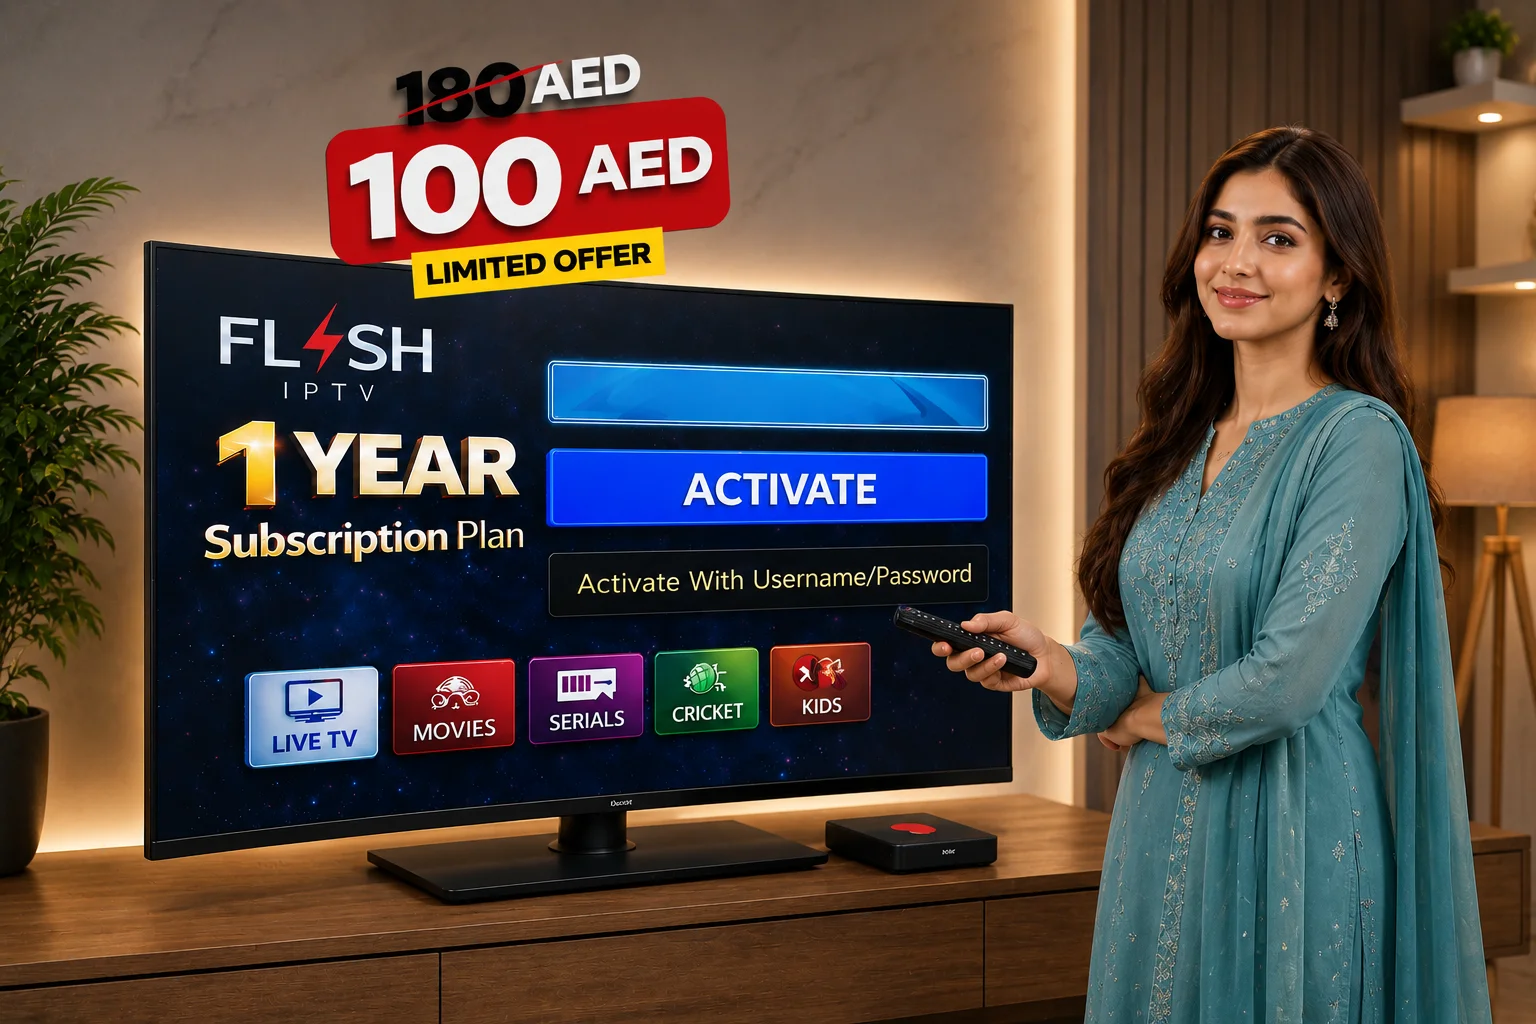 180 AED
100 AED
LIMITED OFFER
FL⚡SH
IPTV
1 YEAR
Subscription Plan
ACTIVATE
Activate With Username/Password
LIVE TV
MOVIES
SERIALS
CRICKET
KIDS